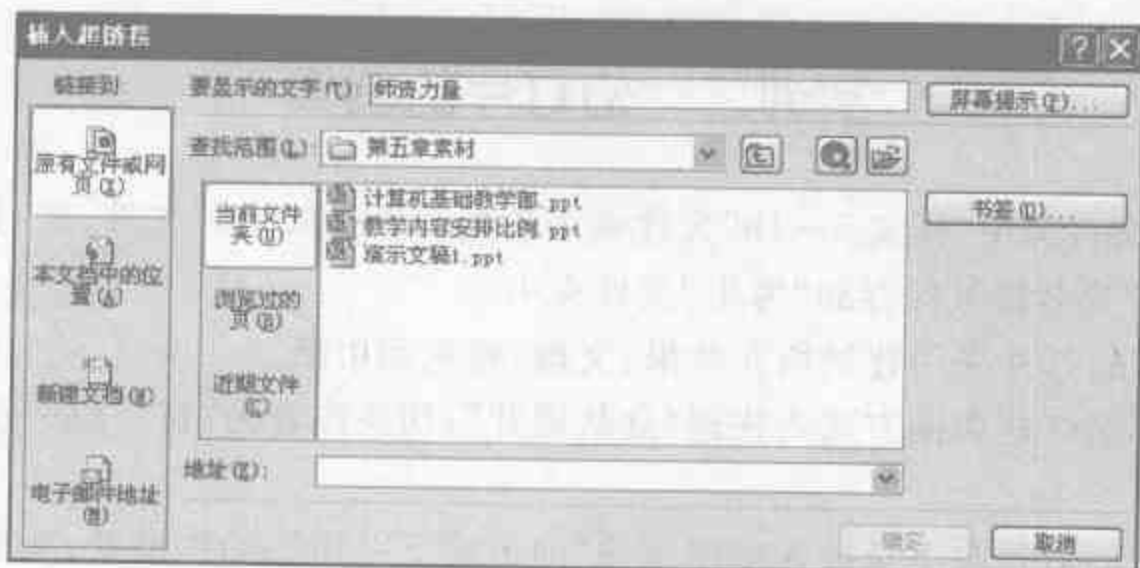 插入超链接
链接到:
要显示的文字(T): 师资力量
屏幕提示(P)...
原有文件或网页(X)
查找范围(L): 第五章素材
当前文件夹(U)
计算机基础教学部.ppt
教学内容安排比例.ppt
演示文稿1.ppt
书签(O)...
本文档中的位置(A)
浏览过的页(B)
新建文档(N)
近期文件(C)
电子邮件地址(M)
地址(E):
确定
取消